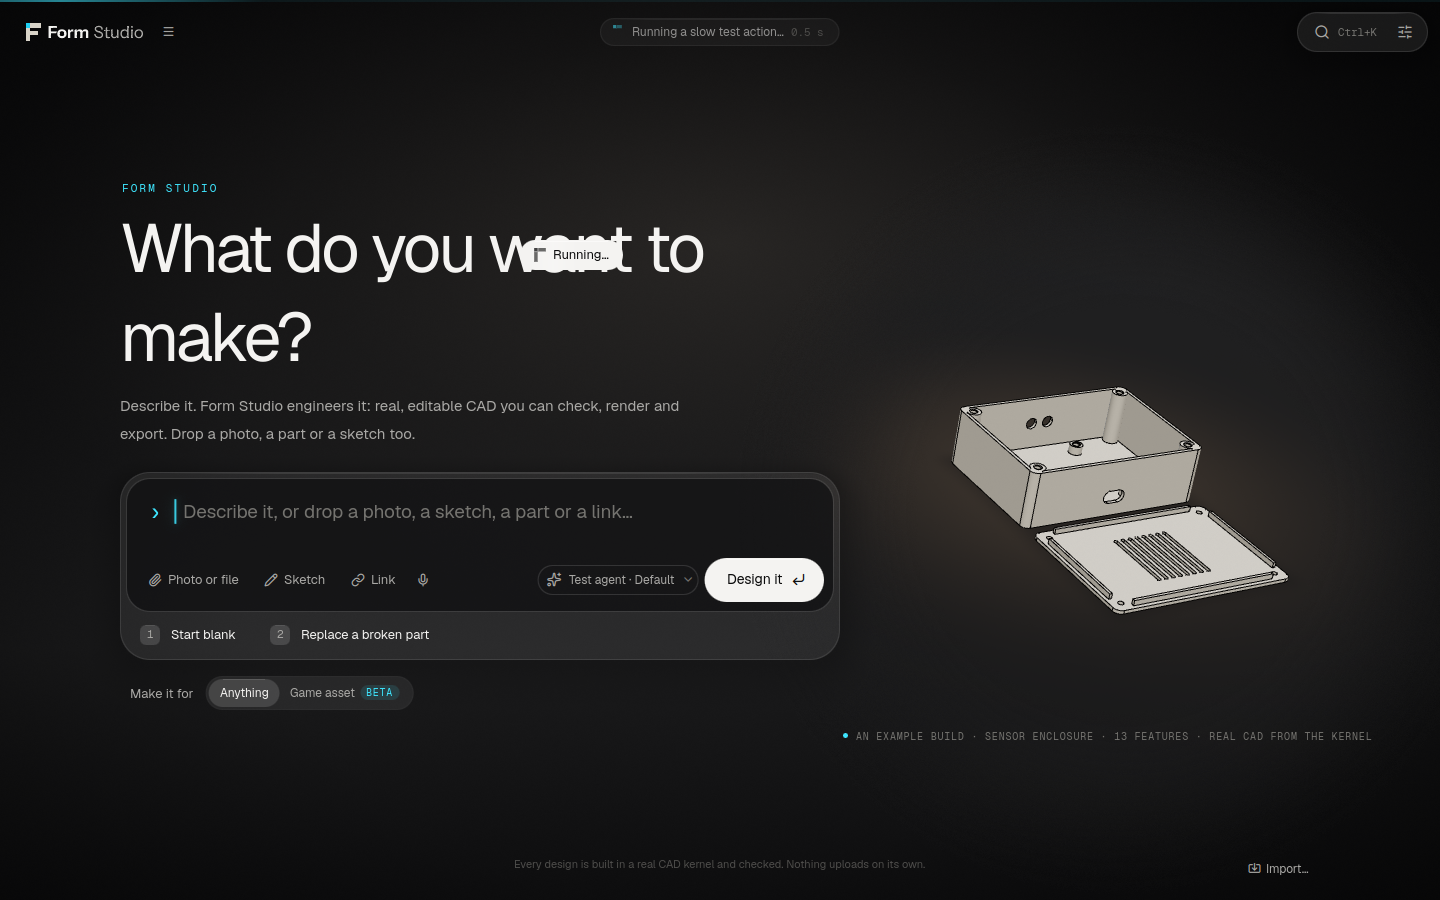 Form Studio
Running a slow test action… 0.5 s
Ctrl+K
FORM STUDIO
What do you want to
Running…
make?
Describe it. Form Studio engineers it: real, editable CAD you can check, render and
export. Drop a photo, a part or a sketch too.
› Describe it, or drop a photo, a sketch, a part or a link…
Photo or file Sketch Link Test agent · Default Design it
1 Start blank 2 Replace a broken part
Make it for Anything Game asset BETA
AN EXAMPLE BUILD · SENSOR ENCLOSURE · 13 FEATURES · REAL CAD FROM THE KERNEL
Every design is built in a real CAD kernel and checked. Nothing uploads on its own.
Import…